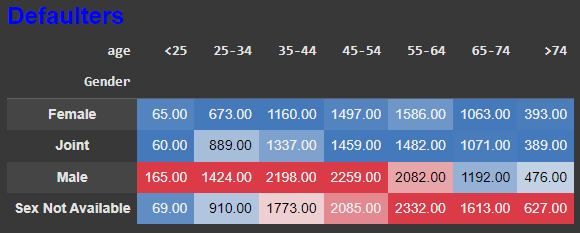 Defaulters
age <25 25-34 35-44 45-54 55-64 65-74 >74
Gender
Female 65.00 673.00 1160.00 1497.00 1586.00 1063.00 393.00
Joint 60.00 889.00 1337.00 1459.00 1482.00 1071.00 389.00
Male 165.00 1424.00 2198.00 2259.00 2082.00 1192.00 476.00
Sex Not Available 69.00 910.00 1773.00 2085.00 2332.00 1613.00 627.00